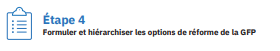 Étape 4
Formuler et hiérarchiser les options de réforme de la GFP